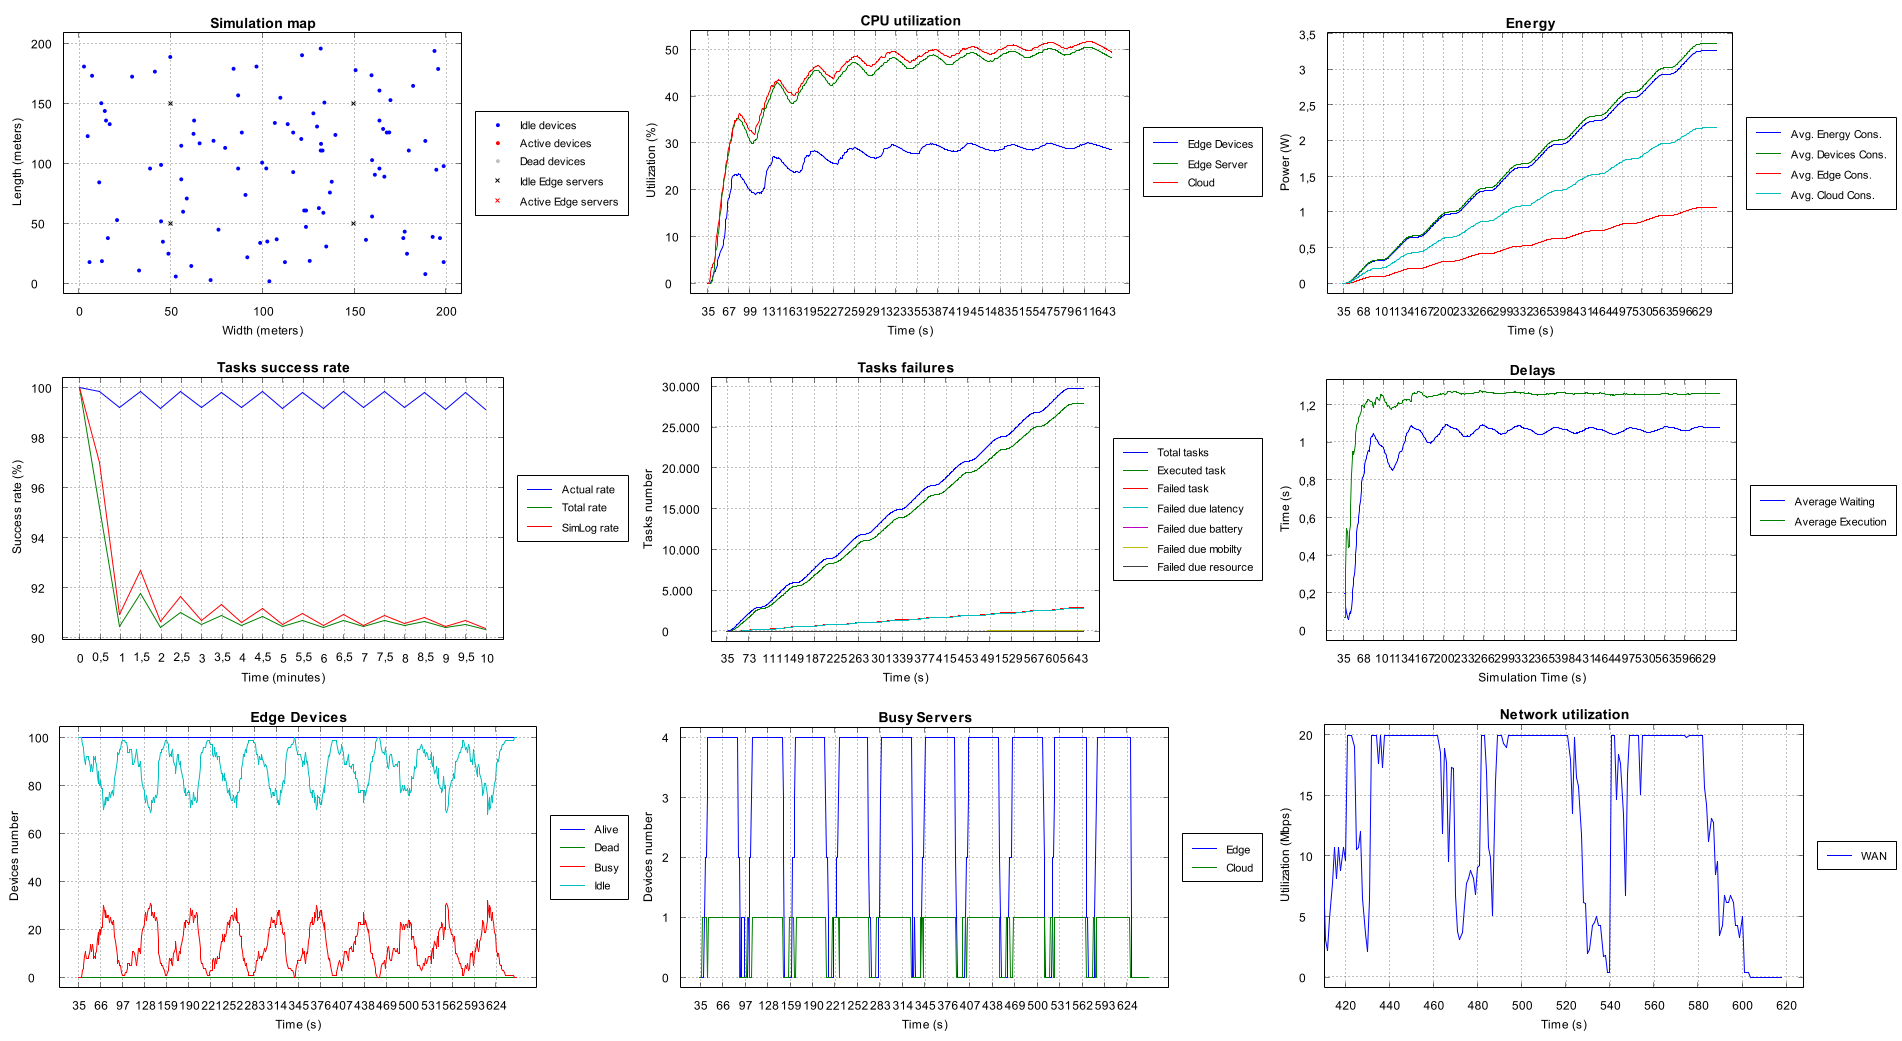 Simulation map
Length (meters)
200
150
100
50
0
0 50 100 150 200
Width (meters)
Idle devices
Active devices
Dead devices
Idle Edge servers
Active Edge servers
CPU utilization
Utilization (%)
50
40
30
20
10
0
35 67 99 131163195227259291323355387419451483515547579611643
Time (s)
Edge Devices
Edge Server
Cloud
Energy
Power (W)
3,5
3
2,5
2
1,5
1
0,5
0
35 68 101134167200233266299332365398431464497530563596629
Time (s)
Avg. Energy Cons.
Avg. Devices Cons.
Avg. Edge Cons.
Avg. Cloud Cons.
Tasks success rate
Success rate (%)
100
98
96
94
92
90
0 0,5 1 1,5 2 2,5 3 3,5 4 4,5 5 5,5 6 6,5 7 7,5 8 8,5 9 9,5 10
Time (minutes)
Actual rate
Total rate
SimLog rate
Tasks failures
Tasks number
30.000
25.000
20.000
15.000
10.000
5.000
0
35 73 111149187225263301339377415453491529567605643
Time (s)
Total tasks
Executed task
Failed task
Failed due latency
Failed due battery
Failed due mobilty
Failed due resource
Delays
Time (s)
1,2
1
0,8
0,6
0,4
0,2
0
35 68 101134167200233266299332365398431464497530563596629
Simulation Time (s)
Average Waiting
Average Execution
Edge Devices
Devices number
100
80
60
40
20
0
35 66 97 128159190221252283314345376407438469500531562593624
Time (s)
Alive
Dead
Busy
Idle
Busy Servers
Devices number
4
3
2
1
0
35 66 97 128159190221252283314345376407438469500531562593624
Time (s)
Edge
Cloud
Network utilization
Utilization (Mbps)
20
15
10
5
0
420 440 460 480 500 520 540 560 580 600 620
Time (s)
WAN